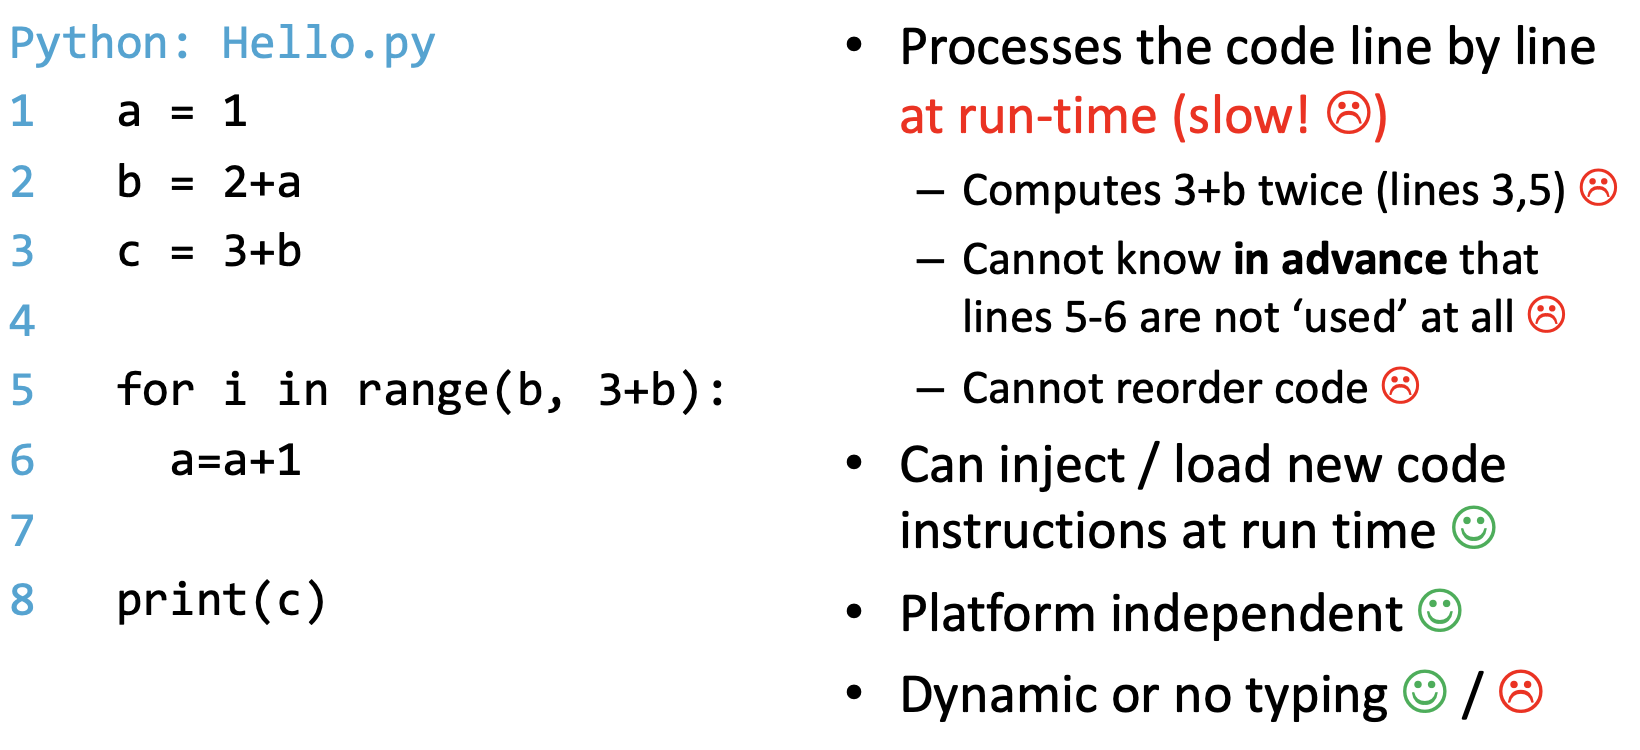 Python: Hello.py
1 a = 1
2 b = 2+a
3 c = 3+b
4
5 for i in range(b, 3+b):
6   a=a+1
7
8 print(c)
• Processes the code line by line
at run-time (slow! ☹)
– Computes 3+b twice (lines 3,5) ☹
– Cannot know in advance that
lines 5-6 are not ‘used’ at all ☹
– Cannot reorder code ☹
• Can inject / load new code
instructions at run time ☺
• Platform independent ☺
• Dynamic or no typing ☺ / ☹